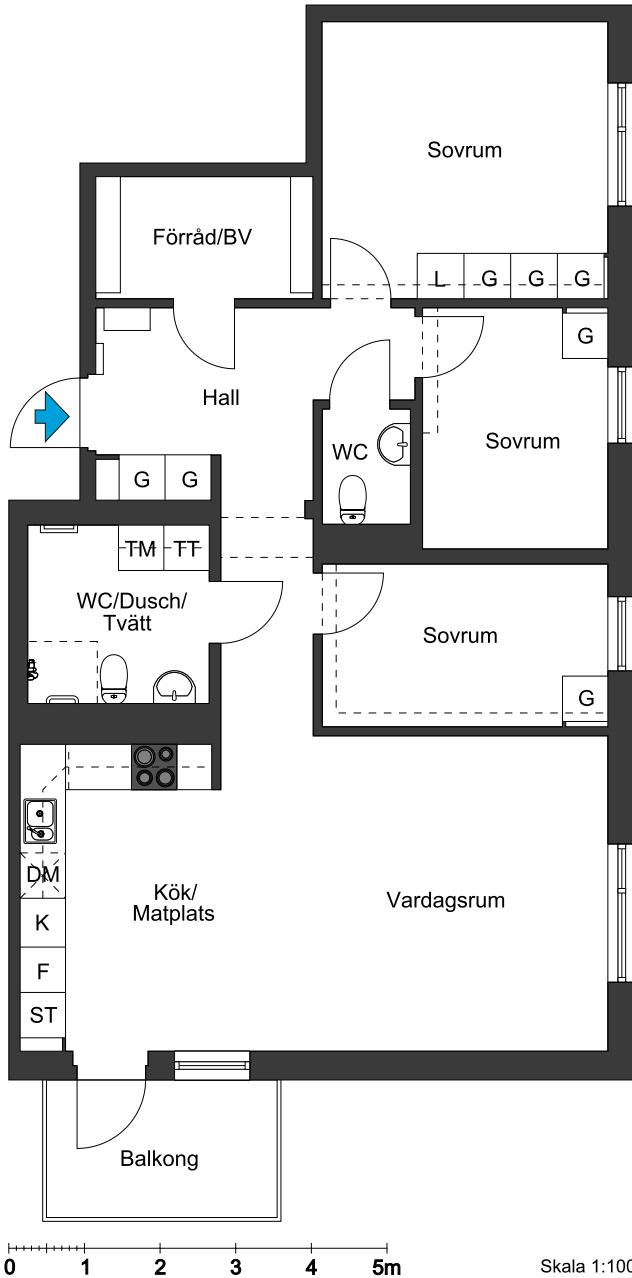 Sovrum
Förråd/BV
L G G G
G
Hall
WC
Sovrum
G G
TM TT
WC/Dusch/
Tvätt
Sovrum
G
DM
K
F
ST
Kök/
Matplats
Vardagsrum
Balkong
0 1 2 3 4 5m
Skala 1:100